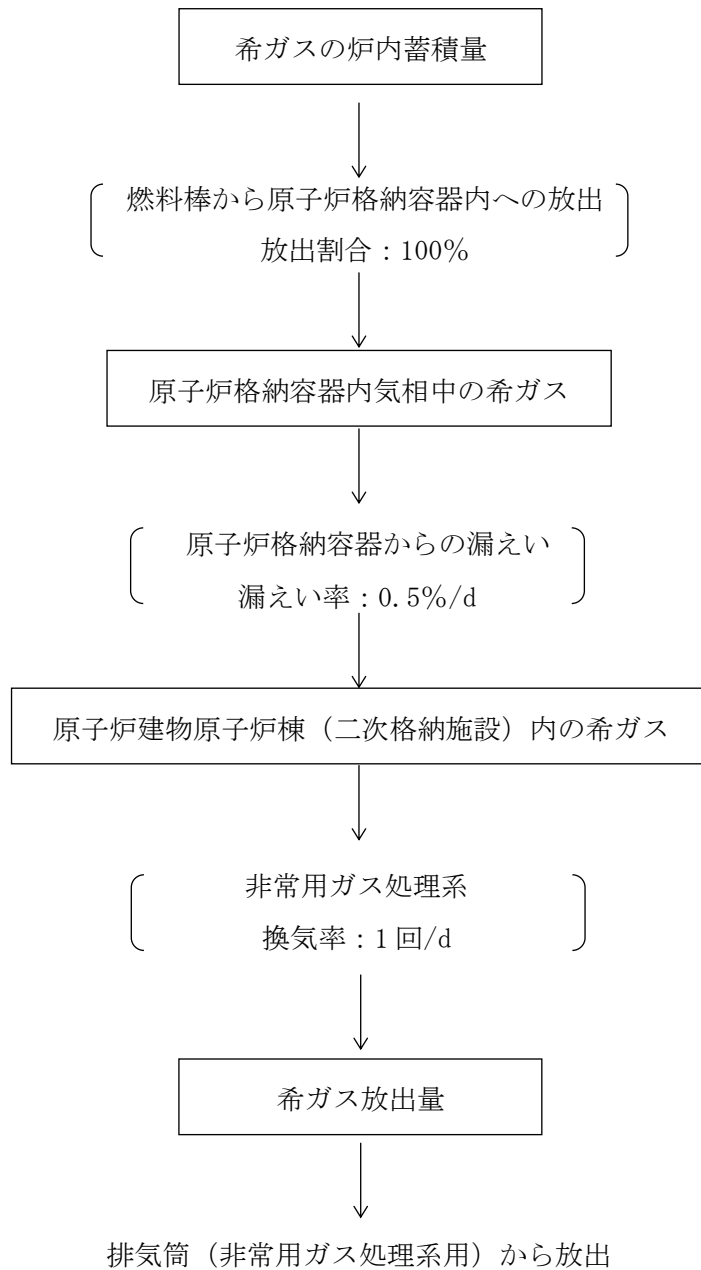 希ガスの炉内蓄積量
燃料棒から原子炉格納容器内への放出
放出割合：100％
原子炉格納容器内気相中の希ガス
原子炉格納容器からの漏えい
漏えい率：0.5％/d
原子炉建物原子炉棟（二次格納施設）内の希ガス
非常用ガス処理系
換気率：1回/d
希ガス放出量
排気筒（非常用ガス処理系用）から放出